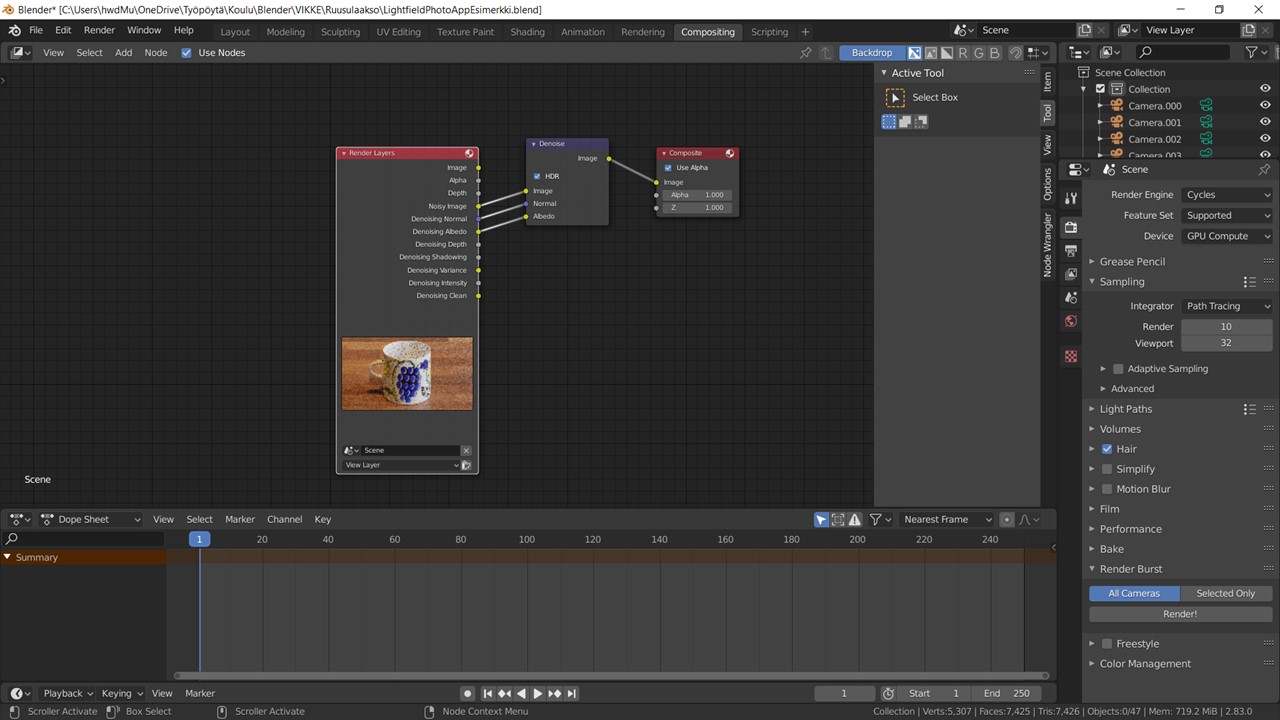 Blender* [C:\Users\hwdMu\OneDrive\Työpöytä\Koulu\Blender\VIKKE\Ruusulaakso\LightfieldPhotoAppEsimerkki.blend]
File Edit Render Window Help
Layout Modeling Sculpting UV Editing Texture Paint Shading Animation Rendering Compositing Scripting +
Scene
View Layer
View Select Add Node Use Nodes
Backdrop
R G B
Active Tool
Select Box
Item
Tool
View
Options
Node Wrangler
Scene Collection
Collection
Camera.000
Camera.001
Camera.002
Camera.003
Scene
Render Engine Cycles
Feature Set Supported
Device GPU Compute
Grease Pencil
Sampling
Integrator Path Tracing
Render 10
Viewport 32
Adaptive Sampling
Advanced
Light Paths
Volumes
Hair
Simplify
Motion Blur
Film
Performance
Bake
Render Burst
All Cameras Selected Only
Render!
Freestyle
Color Management
Render Layers
Image
Alpha
Depth
Noisy Image
Denoising Normal
Denoising Albedo
Denoising Depth
Denoising Shadowing
Denoising Variance
Denoising Intensity
Denoising Clean
Scene
View Layer
Denoise
Image
HDR
Image
Normal
Albedo
Composite
Use Alpha
Image
Alpha 1.000
Z 1.000
Scene
Dope Sheet View Select Marker Channel Key
Nearest Frame
1 20 40 60 80 100 120 140 160 180 200 220 240
Summary
Playback Keying View Marker
1
Start 1 End 250
Scroller Activate Box Select Scroller Activate Node Context Menu
Collection | Verts:5,307 | Faces:7,425 | Tris:7,426 | Objects:0/47 | Mem: 719.2 MiB | 2.83.0